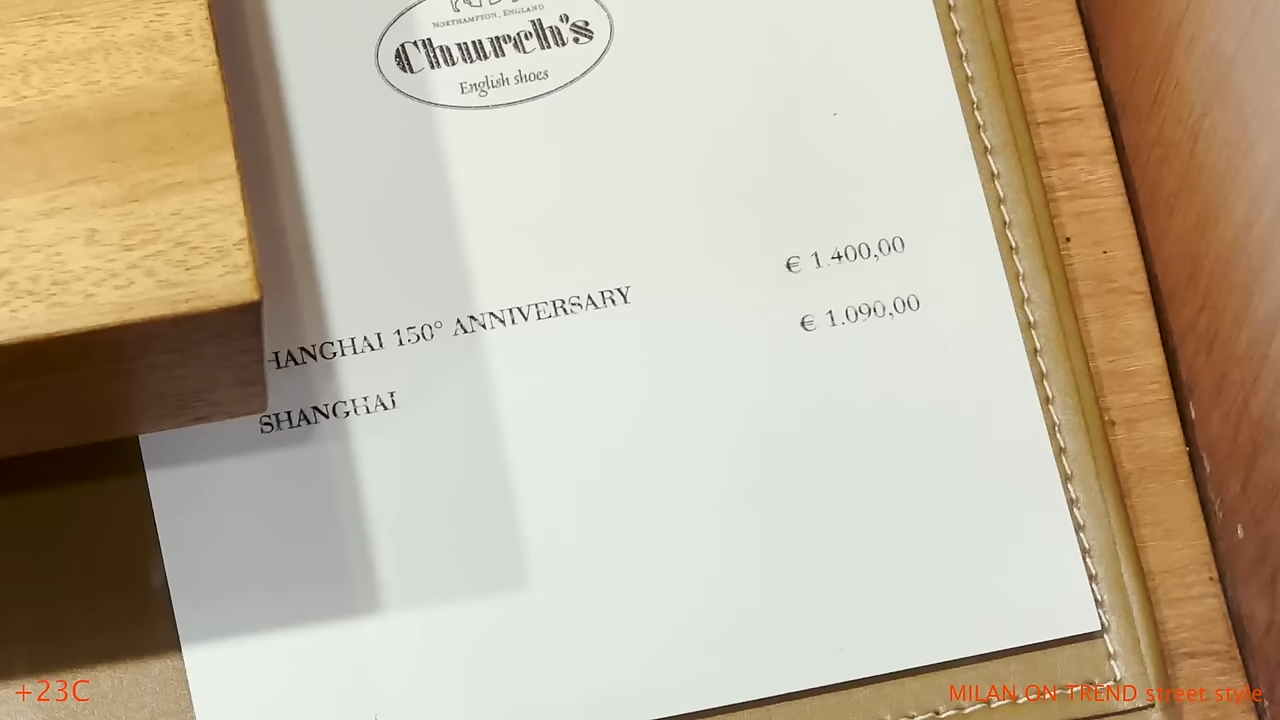 NORTHAMPTON, ENGLAND
Church's
English shoes
€ 1.400,00
HANGHAI 150° ANNIVERSARY
€ 1.090,00
SHANGHAI
+23C
MILAN ON TREND street style